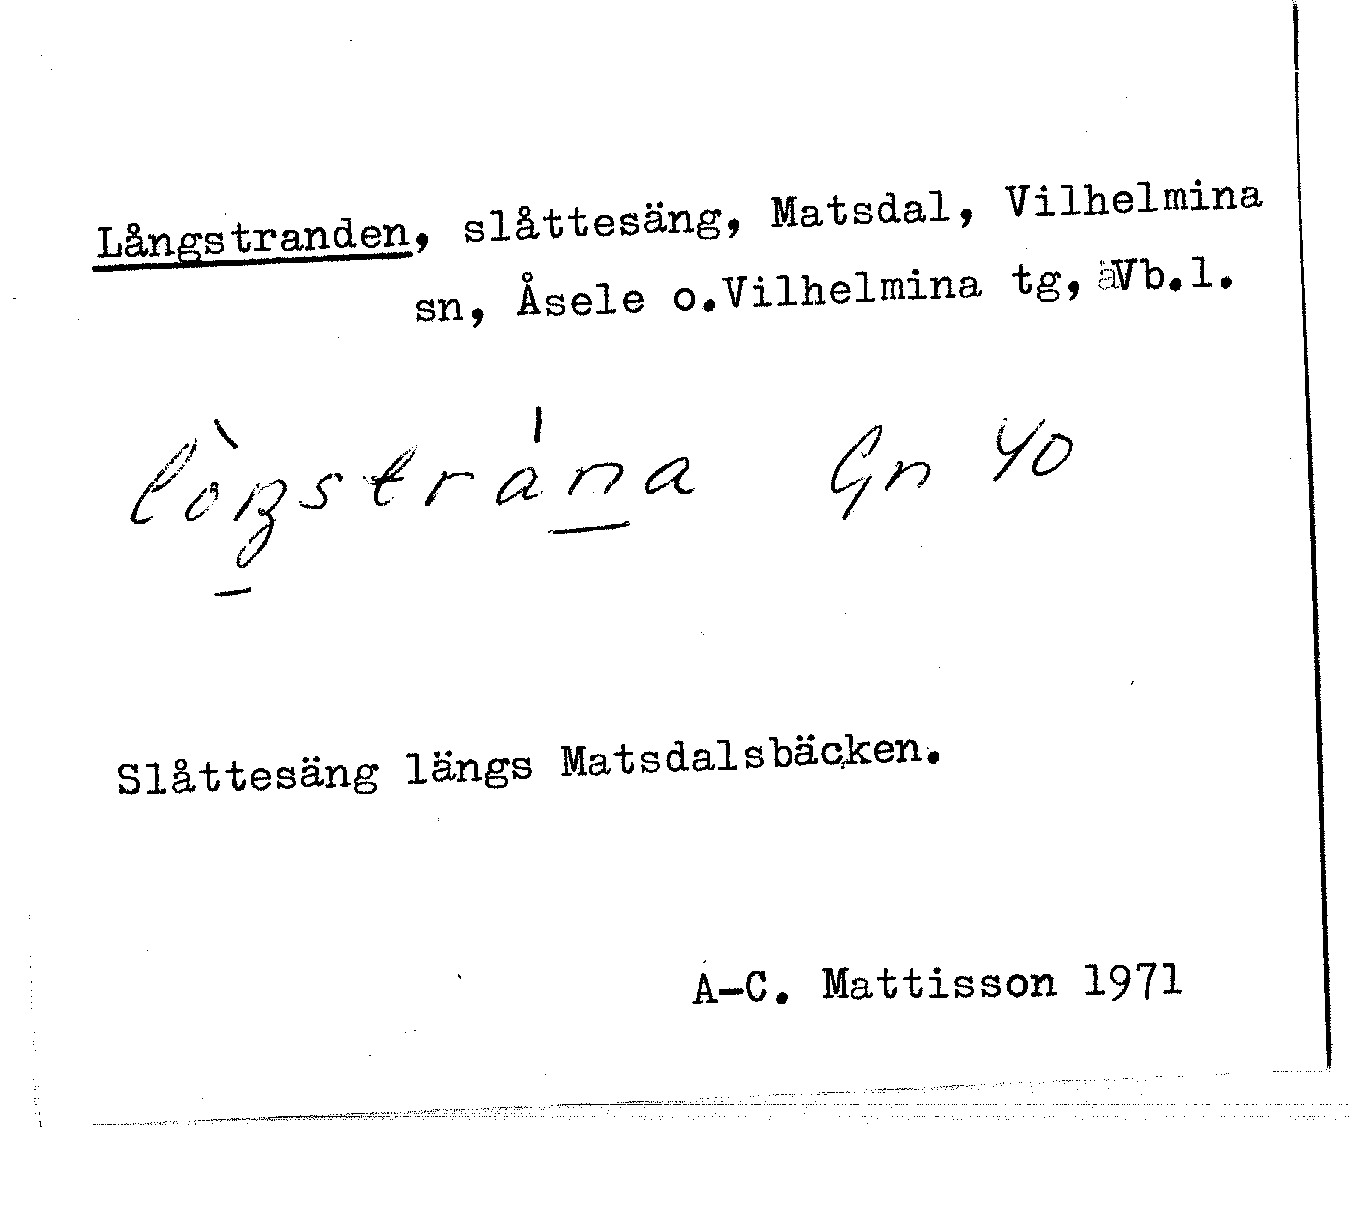 Långstranden, slåttesäng, Matsdal, Vilhelmina
sn, Åsele o.Vilhelmina tg, Vb.l.
lòŋstrána Gn 40
Slåttesäng längs Matsdalsbäcken.
A-C. Mattisson 1971